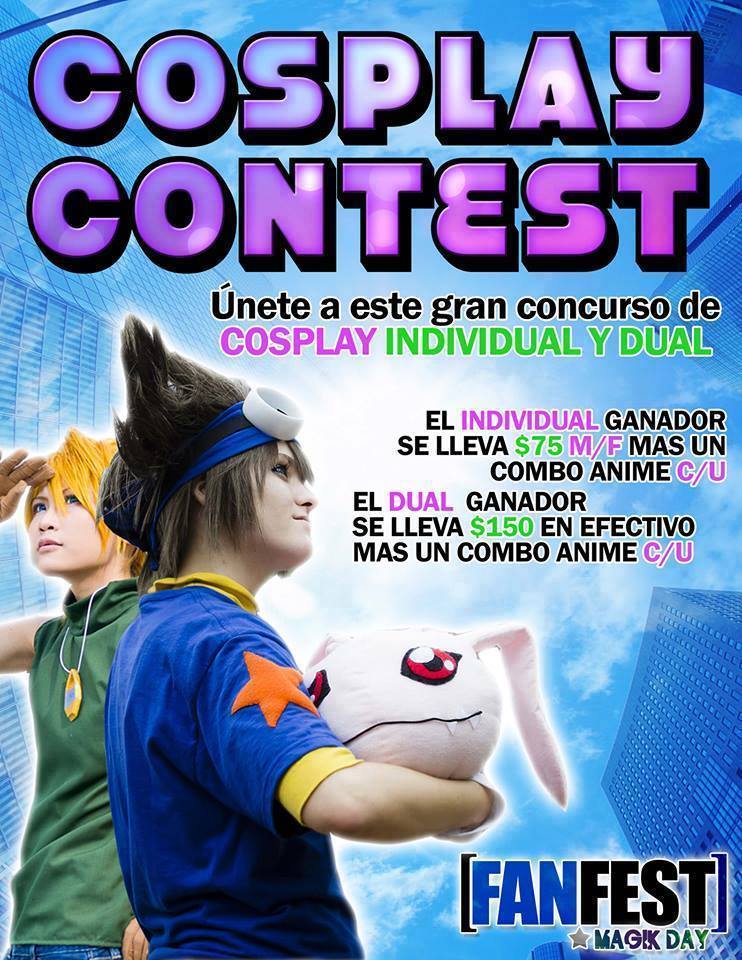 COSPLAY
CONTEST
Únete a este gran concurso de
COSPLAY INDIVIDUAL Y DUAL
EL INDIVIDUAL GANADOR
SE LLEVA $75 M/F MAS UN
COMBO ANIME C/U
EL DUAL GANADOR
SE LLEVA $150 EN EFECTIVO
MAS UN COMBO ANIME C/U
[FANFEST]
MAGIK DAY